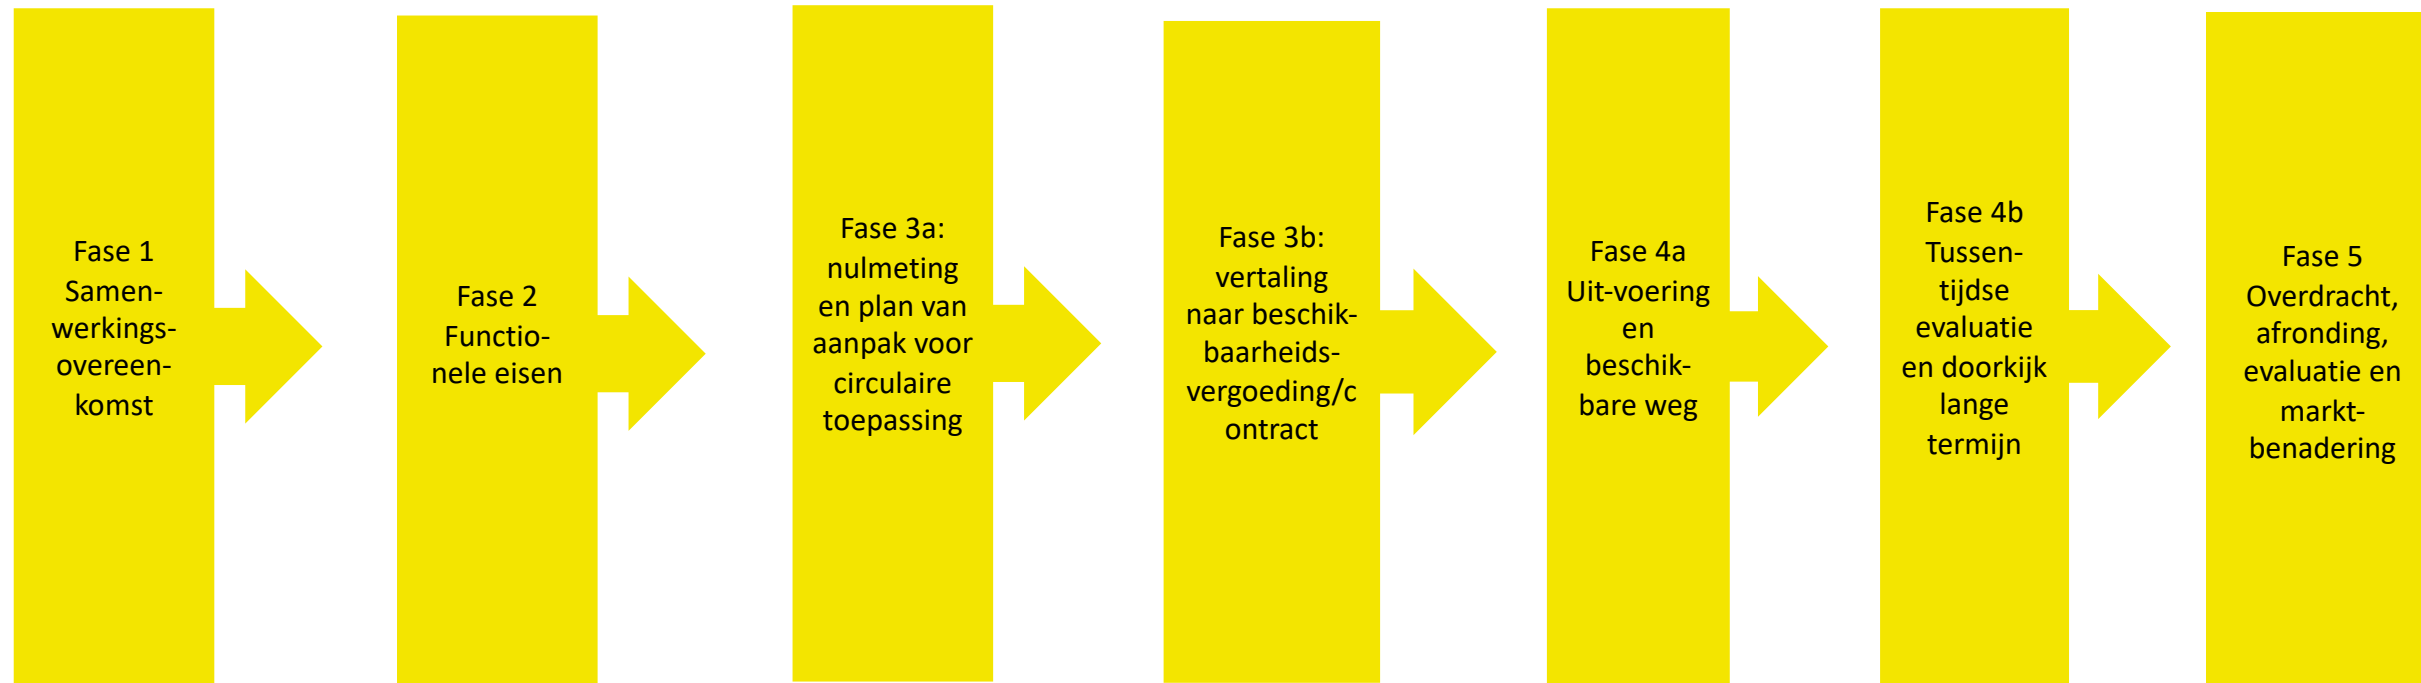 Fase 1
Samen-
werkings-
overeen-
komst
Fase 2
Functio-
nele eisen
Fase 3a:
nulmeting
en plan van
aanpak voor
circulaire
toepassing
Fase 3b:
vertaling
naar beschik-
baarheids-
vergoeding/c
ontract
Fase 4a
Uit-voering
en
beschik-
bare weg
Fase 4b
Tussen-
tijdse
evaluatie
en doorkijk
lange
termijn
Fase 5
Overdracht,
afronding,
evaluatie en
markt-
benadering